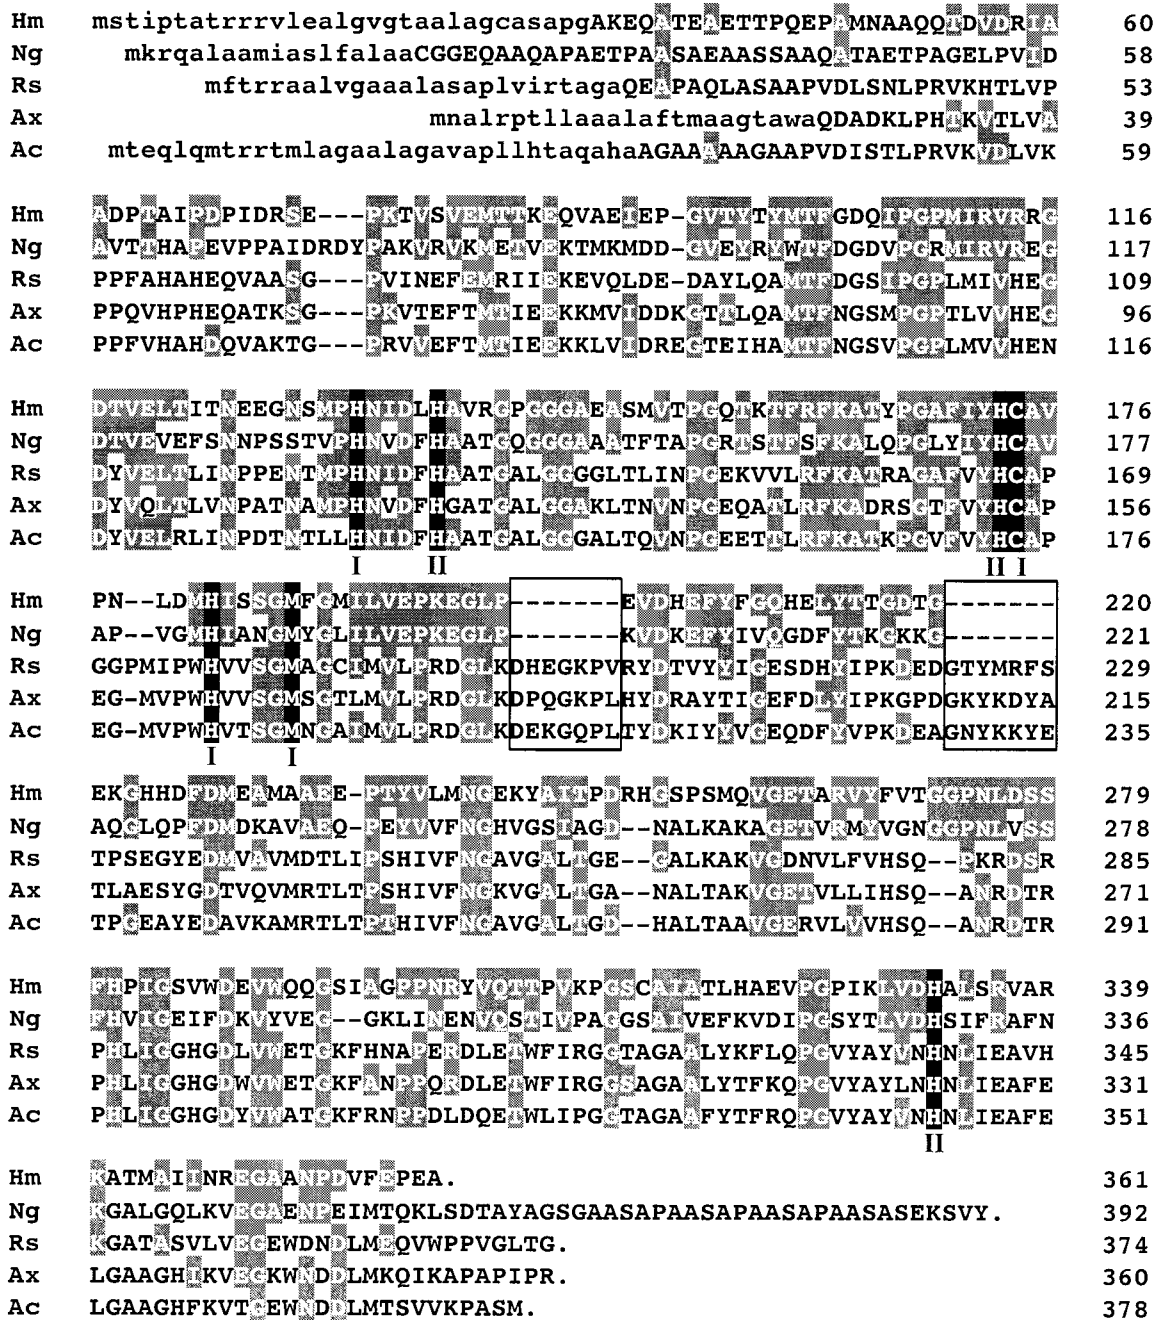 Hm mstiptatrrrvlealgvgtaalagcasapgAKEQATEAETTPQEPAMNAAQQTDVDRIA 60
Ng mkrqalaamiaslfalaaCGGEQAAQAPAETPAASAEAASSAAQATAETPAGELPVID 58
Rs mftrraalvgaaalasaplvirtagaQEAPAQLASAAPVDLSNLPRVKHTLVP 53
Ax mnalrptllaaalaftmaagtawaQDADKLPHTKVTLVA 39
Ac mteqlqmtrrtmlagaalagavapllhtaqahaAGAAAAAGAAPVDISTLPRVKVDLVK 59
Hm ADPTAIPDPIDRSE---PKTVSVEMTTKEQVAEIEP-GVTYTYMTFGDQIPGPMIRVRRG 116
Ng AVTTHAPEVPPAIDRDYPAKVRVKMETVEKTMKMDD-GVEYRYWTFDGDVPGRMIRVREG 117
Rs PPFAHAHEQVAASG---PVINEFEMRIIEKEVQLDE-DAYLQAMTFDGSIPGPLMIVHEG 109
Ax PPQVHPHEQATKSG---PKVTEFTMTIEEKKMVIDDKGTTLQAMTFNGSMPGPTLVVHEG 96
Ac PPFVHAHDQVAKTG---PRVVEFTMTIEEKKLVIDREGTEIHAMTFNGSVPGPLMVVHEN 116
Hm DTVELTITNEEGNSMPHNIDLHAVRGPGGGAEASMVTPGQTKTFRFKATYPGAFIYHCAV 176
Ng DTVEVEFSNNPSSTVPHNVDFHAATGQGGGAAATFTAPGRTSTFSFKALQPGLYIYHCAV 177
Rs DYVELTLINPPENTMPHNIDFHAATGALGGGGLTLINPGEKVVLRFKATRAGAFVYHCAP 169
Ax DYVQLTLVNPATNAMPHNVDFHGATGALGGAKLTNVNPGEQATLRFKADRSGTFVYHCAP 156
Ac DYVELRLINPDTNTLLHNIDFHAATGALGGGALTQVNPGEETTLRFKATKPGVFVYHCAP 176
I II II I
Hm PN--LDMHISSGMFGMILVEPKEGLP-------EVDHEFYFGQHELYTTGDTG------- 220
Ng AP--VGMHIANGMYGLILVEPKEGLP-------KVDKEFYIVQGDFYTKGKKG------- 221
Rs GGPMIPWHVVSGMAGCIMVLPRDGLKDHEGKPVRYDTVYYIGESDHYIPKDEDGTYMRFS 229
Ax EG-MVPWHVVSGMSGTLMVLPRDGLKDPQGKPLHYDRAYTIGEFDLYIPKGPDGKYKDYA 215
Ac EG-MVPWHVTSGMNGAIMVLPRDGLKDEKGQPLTYDKIYYVGEQDFYVPKDEAGNYKKYE 235
I I
Hm EKGHHDFDMEAMAAEE-PTYVLMNGEKYAITPDRHGSPSMQVGETARVYFVTGGPNLDSS 279
Ng AQGLQPFDMDKAVAEQ-PEYVVFNGHVGSIAGD--NALKAKAGETVRMYVGNGGPNLVSS 278
Rs TPSEGYEDMVAVMDTLIPSHIVFNGAVGALTGE--GALKAKVGDNVLFVHSQ--PKRDSR 285
Ax TLAESYGDTVQVMRTLTPSHIVFNGKVGALTGA--NALTAKVGETVLLIHSQ--ANRDTR 271
Ac TPGEAYEDAVKAMRTLTPTHIVFNGAVGALTGD--HALTAAVGERVLVVHSQ--ANRDTR 291
Hm FHPIGSVWDEVWQQGSIAGPPNRYVQTTPVKPGSCAIATLHAEVPGPIKLVDHALSRVAR 339
Ng FHVIGEIFDKVYVEG--GKLINENVQSTIVPAGGSAIVEFKVDIPGSYTLVDHSIFRAFN 336
Rs PHLIGGHGDLVWETGKFHNAPERDLETWFIRGGTAGAALYKFLQPGVYAYVNHNLIEAVH 345
Ax PHLIGGHGDWVWETGKFANPPQRDLETWFIRGGSAGAALYTFKQPGVYAYLNHNLIEAFE 331
Ac PHLIGGHGDYVWATGKFRNPPDLDQETWLIPGGTAGAAFYTFRQPGVYAYVNHNLIEAFE 351
II
Hm KATMAIINREGAANPDVFEPEA. 361
Ng KGALGQLKVEGAENPEIMTQKLSDTAYAGSGAASAPAASAPAASAPAASASEKSVY. 392
Rs KGATASVLVEGEWDNDLMEQVWPPVGLTG. 374
Ax LGAAGHIKVEGKWNDDLMKQIKAPAPIPR. 360
Ac LGAAGHFKVTGEWNDDLMTSVVKPASM. 378